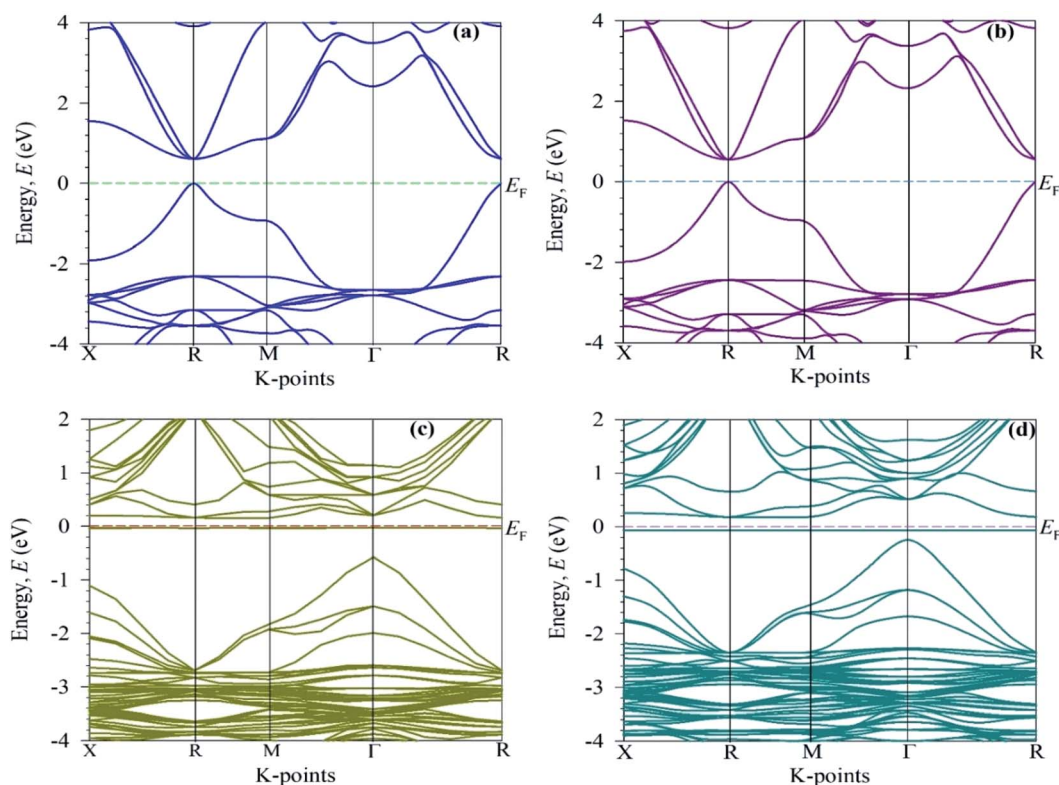 4
2
0
-2
-4
Energy, E (eV)
(a)
E_F
X R M Γ R
K-points
4
2
0
-2
-4
Energy, E (eV)
(b)
E_F
X R M Γ R
K-points
2
1
0
-1
-2
-3
-4
Energy, E (eV)
(c)
E_F
X R M Γ R
K-points
2
1
0
-1
-2
-3
-4
Energy, E (eV)
(d)
E_F
X R M Γ R
K-points